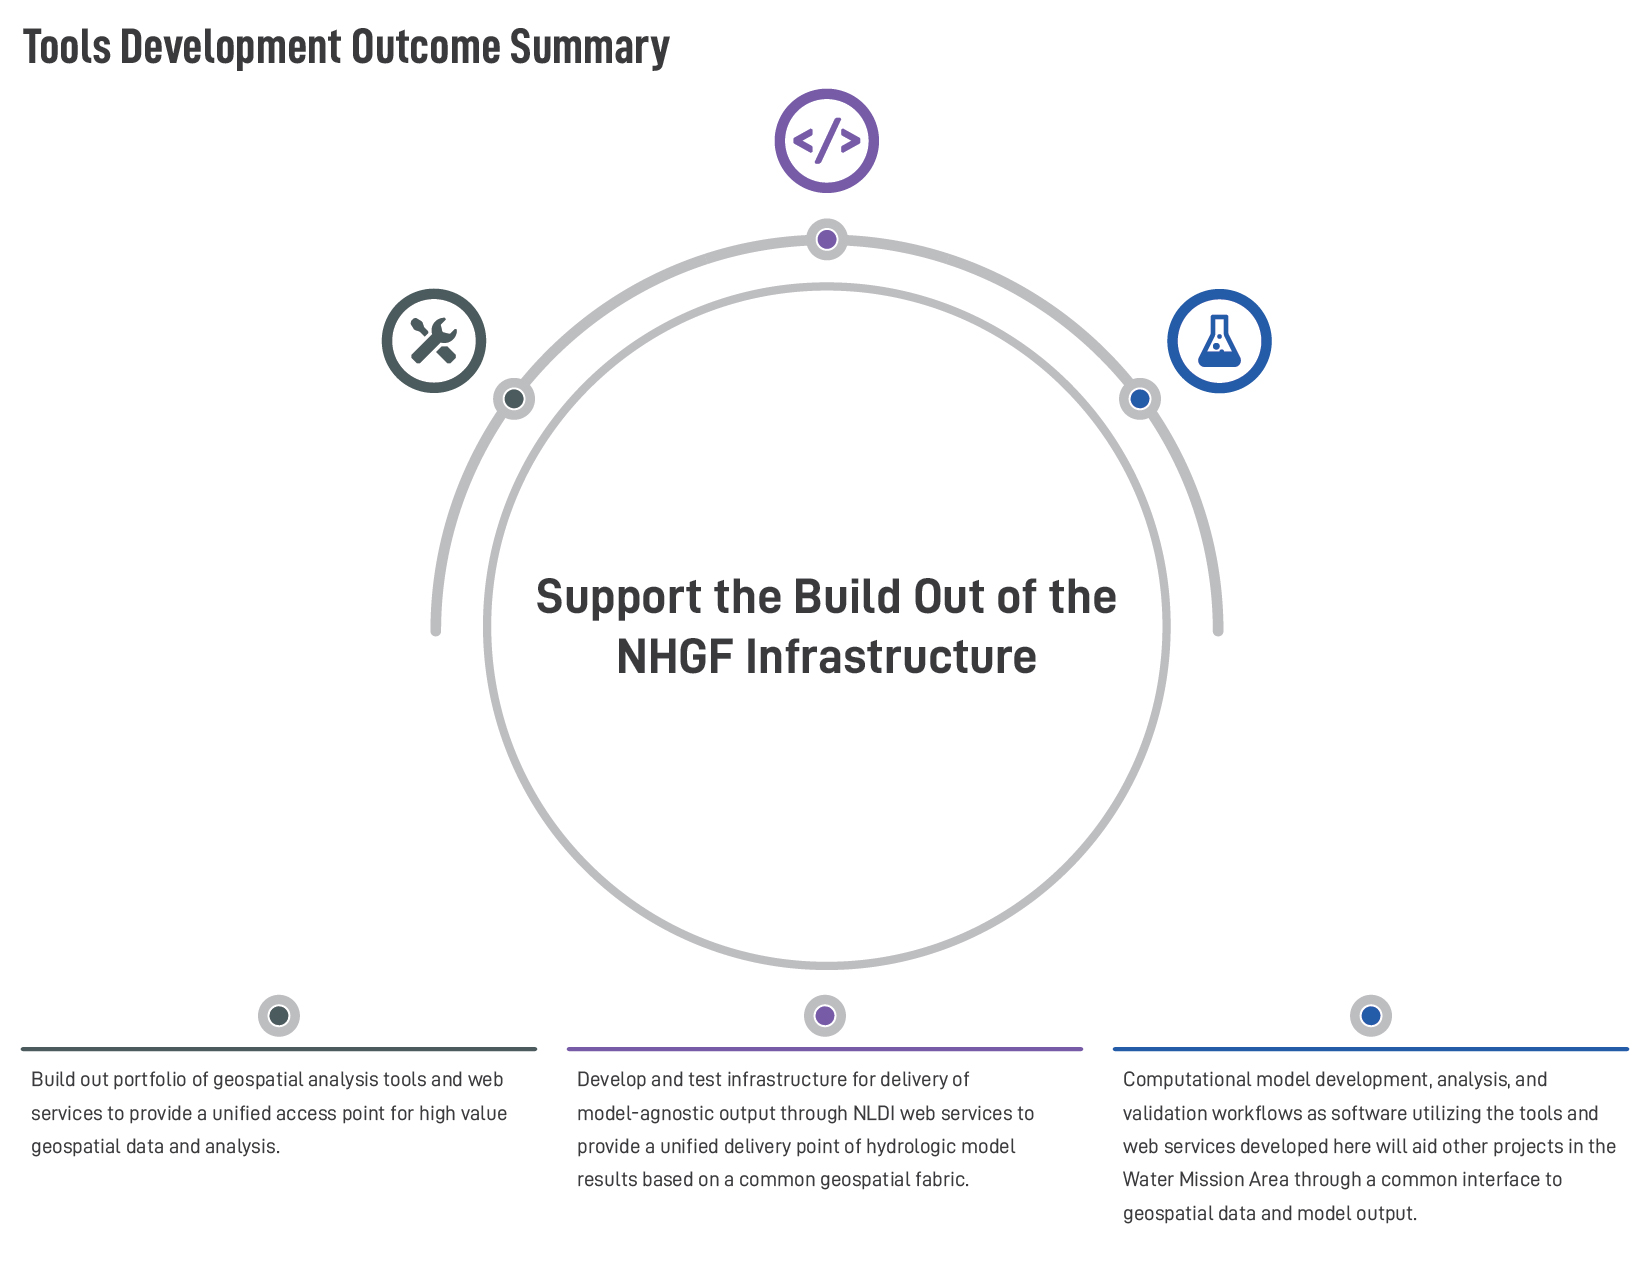 Tools Development Outcome Summary
</>
Support the Build Out of the
NHGF Infrastructure
Build out portfolio of geospatial analysis tools and web
services to provide a unified access point for high value
geospatial data and analysis.
Develop and test infrastructure for delivery of
model-agnostic output through NLDI web services to
provide a unified delivery point of hydrologic model
results based on a common geospatial fabric.
Computational model development, analysis, and
validation workflows as software utilizing the tools and
web services developed here will aid other projects in the
Water Mission Area through a common interface to
geospatial data and model output.